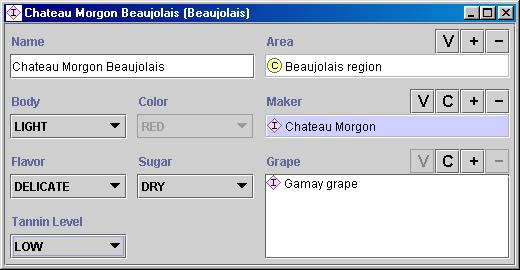 Chateau Morgon Beaujolais (Beaujolais)
Name
Chateau Morgon Beaujolais
Area
V + −
C Beaujolais region
Body
LIGHT
Color
RED
Maker
V C + −
I Chateau Morgon
Flavor
DELICATE
Sugar
DRY
Grape
V C + −
I Gamay grape
Tannin Level
LOW